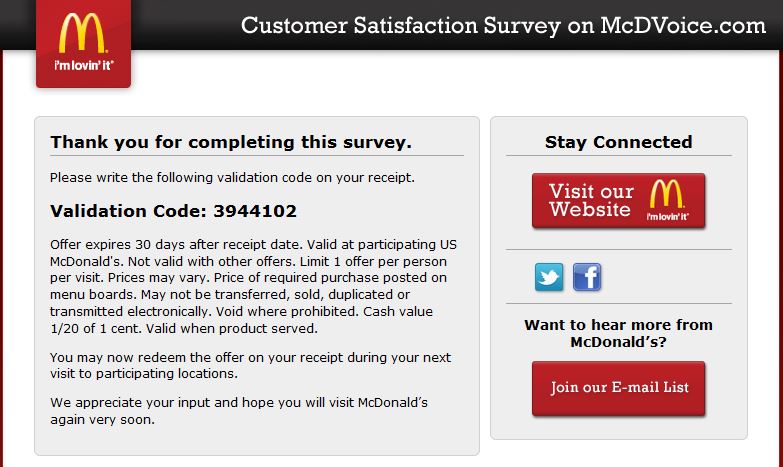 Customer Satisfaction Survey on McDVoice.com
i'm lovin' it®
Thank you for completing this survey.
Please write the following validation code on your receipt.
Validation Code: 3944102
Offer expires 30 days after receipt date. Valid at participating US
McDonald's. Not valid with other offers. Limit 1 offer per person
per visit. Prices may vary. Price of required purchase posted on
menu boards. May not be transferred, sold, duplicated or
transmitted electronically. Void where prohibited. Cash value
1/20 of 1 cent. Valid when product served.
You may now redeem the offer on your receipt during your next
visit to participating locations.
We appreciate your input and hope you will visit McDonald's
again very soon.
Stay Connected
Visit our
Website
i'm lovin' it®
Want to hear more from
McDonald's?
Join our E-mail List